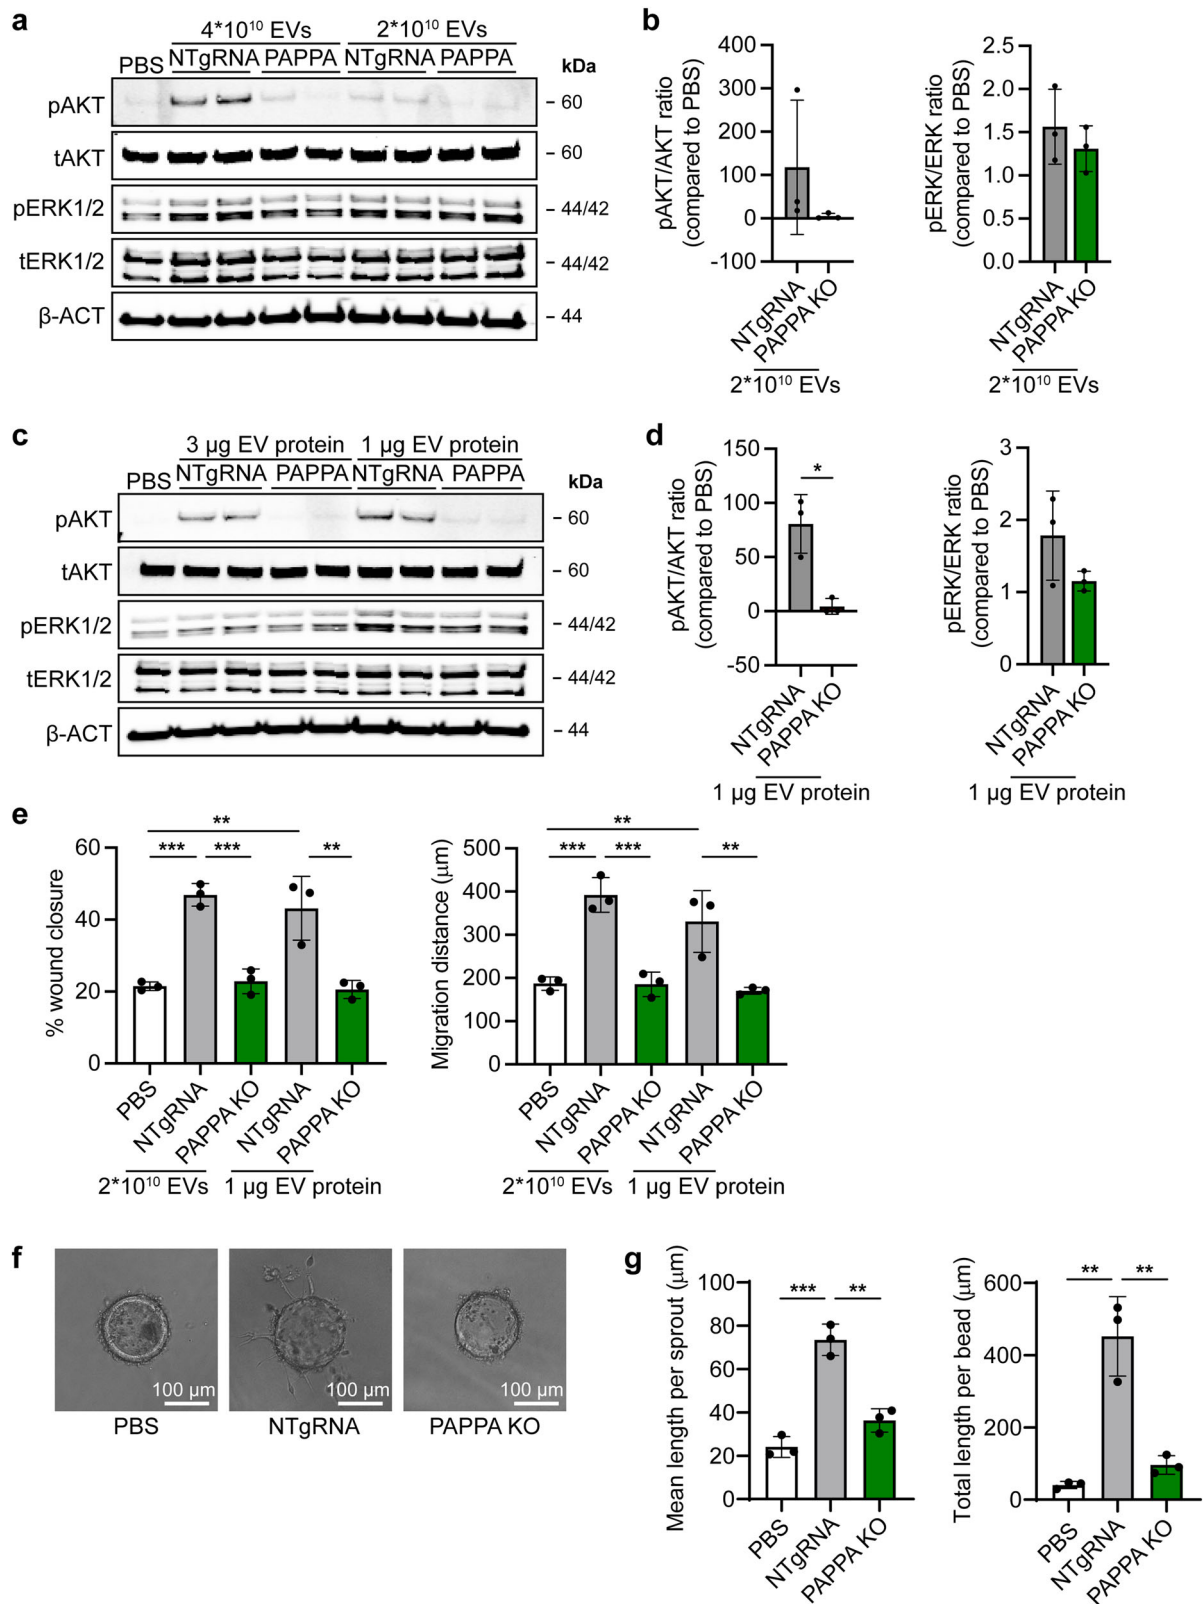 a
4*10¹⁰ EVs 2*10¹⁰ EVs
PBS NTgRNA PAPPA NTgRNA PAPPA kDa
pAKT - 60
tAKT - 60
pERK1/2 - 44/42
tERK1/2 - 44/42
β-ACT - 44
b
pAKT/AKT ratio
(compared to PBS)
400
300
200
100
0
-100
NTgRNA
PAPPA KO
2*10¹⁰ EVs
pERK/ERK ratio
(compared to PBS)
2.5
2.0
1.5
1.0
0.5
0.0
NTgRNA
PAPPA KO
2*10¹⁰ EVs
c
3 µg EV protein 1 µg EV protein
PBS NTgRNA PAPPA NTgRNA PAPPA kDa
pAKT - 60
tAKT - 60
pERK1/2 - 44/42
tERK1/2 - 44/42
β-ACT - 44
d
pAKT/AKT ratio
(compared to PBS)
150
100
50
0
-50
*
NTgRNA
PAPPA KO
1 µg EV protein
pERK/ERK ratio
(compared to PBS)
3
2
1
0
NTgRNA
PAPPA KO
1 µg EV protein
e
% wound closure
60
40
20
0
**
*** *** **
PBS
NTgRNA
PAPPA KO
NTgRNA
PAPPA KO
2*10¹⁰ EVs 1 µg EV protein
Migration distance (µm)
500
400
300
200
100
0
**
*** *** **
PBS
NTgRNA
PAPPA KO
NTgRNA
PAPPA KO
2*10¹⁰ EVs 1 µg EV protein
f
100 µm 100 µm 100 µm
PBS NTgRNA PAPPA KO
g
Mean length per sprout (µm)
100
80
60
40
20
0
*** **
PBS
NTgRNA
PAPPA KO
Total length per bead (µm)
600
400
200
0
** **
PBS
NTgRNA
PAPPA KO